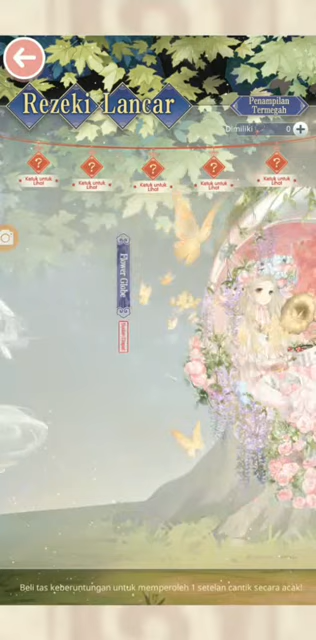 Rezeki Lancar
Penampilan
Termegah
Dimiliki
0
Ketuk untuk
Lihat
Ketuk untuk
Lihat
Ketuk untuk
Lihat
Ketuk untuk
Lihat
Ketuk untuk
Lihat
Flower Globe
Beli tas keberuntungan untuk memperoleh 1 setelan cantik secara acak!